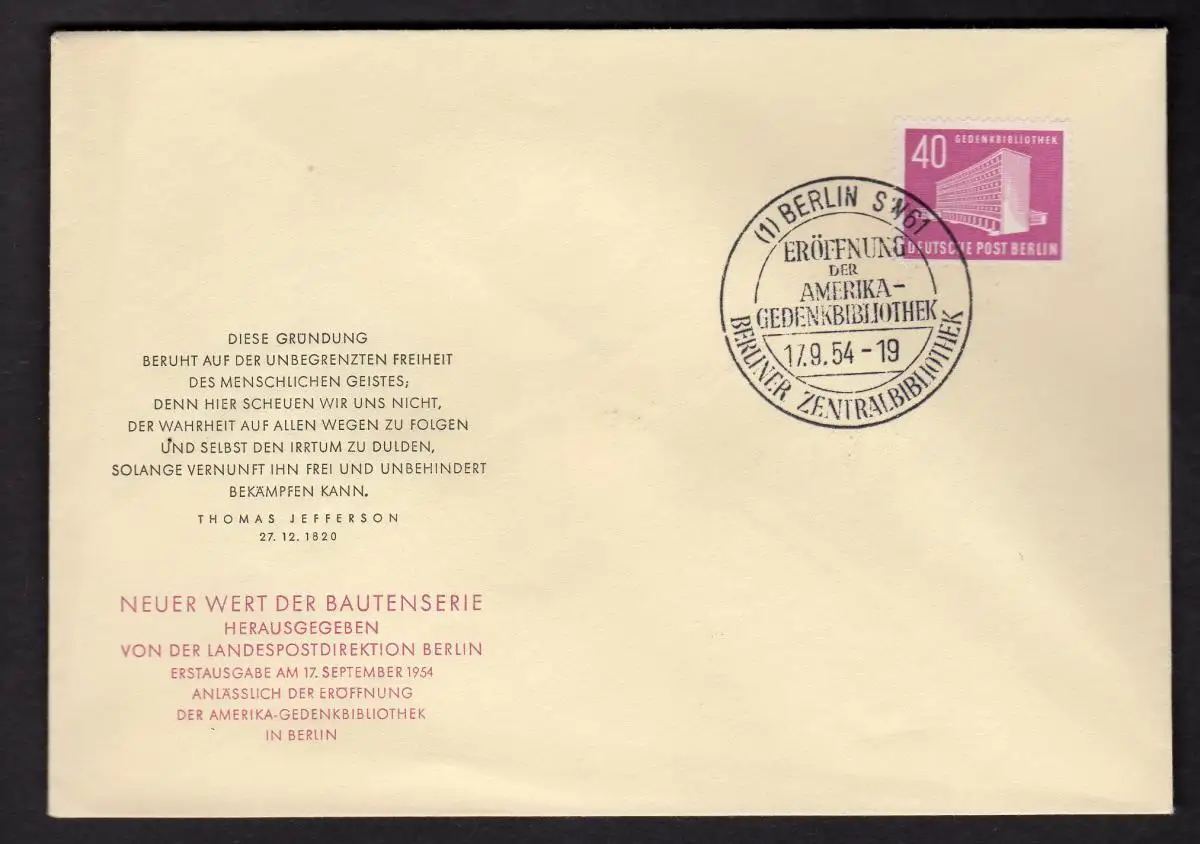 40
GEDENKBIBLIOTHEK
DEUTSCHE POST BERLIN
(1) BERLIN SW61
ERÖFFNUNG
DER
AMERIKA-
GEDENKBIBLIOTHEK
17.9.54-19
BERLINER ZENTRALBIBLIOTHEK
DIESE GRÜNDUNG
BERUHT AUF DER UNBEGRENZTEN FREIHEIT
DES MENSCHLICHEN GEISTES;
DENN HIER SCHEUEN WIR UNS NICHT,
DER WAHRHEIT AUF ALLEN WEGEN ZU FOLGEN
UND SELBST DEN IRRTUM ZU DULDEN,
SOLANGE VERNUNFT IHN FREI UND UNBEHINDERT
BEKÄMPFEN KANN.
THOMAS JEFFERSON
27.12.1820
NEUER WERT DER BAUTENSERIE
HERAUSGEGEBEN
VON DER LANDESPOSTDIREKTION BERLIN
ERSTAUSGABE AM 17. SEPTEMBER 1954
ANLÄSSLICH DER ERÖFFNUNG
DER AMERIKA-GEDENKBIBLIOTHEK
IN BERLIN